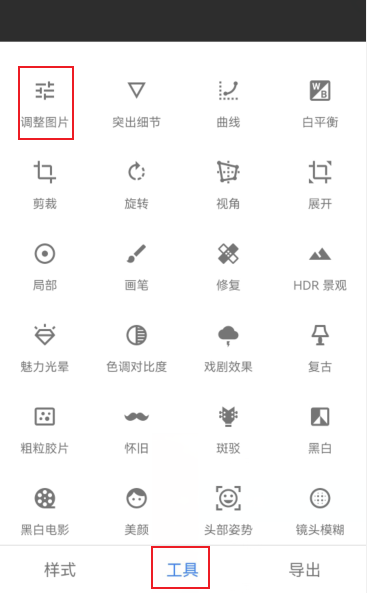 调整图片 突出细节 曲线 白平衡
剪裁 旋转 视角 展开
局部 画笔 修复 HDR 景观
魅力光晕 色调对比度 戏剧效果 复古
粗粒胶片 怀旧 斑驳 黑白
黑白电影 美颜 头部姿势 镜头模糊
样式 工具 导出